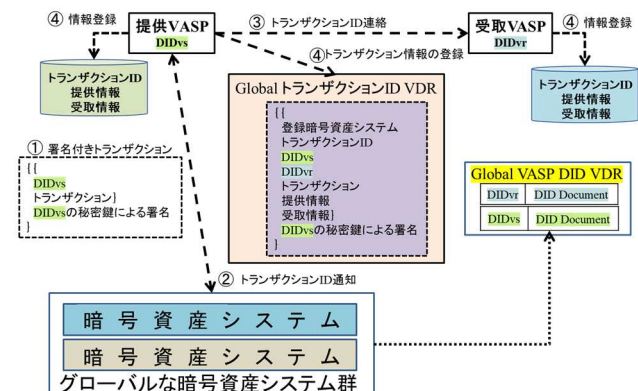 ④ 情報登録
提供VASP
DIDvs
③ トランザクションID連絡
受取VASP
DIDvr
④ 情報登録
④トランザクション情報の登録
トランザクションID
提供情報
受取情報
Global トランザクションID VDR
{{
登録暗号資産システム
トランザクションID
DIDvs
DIDvr
トランザクション
提供情報
受取情報}
DIDvsの秘密鍵による署名
}
トランザクションID
提供情報
受取情報
① 署名付きトランザクション
{{
DIDvs
トランザクション}
DIDvsの秘密鍵による署名
}
Global VASP DID VDR
DIDvr DID Document
DIDvs DID Document
② トランザクションID通知
暗号資産システム
暗号資産システム
グローバルな暗号資産システム群